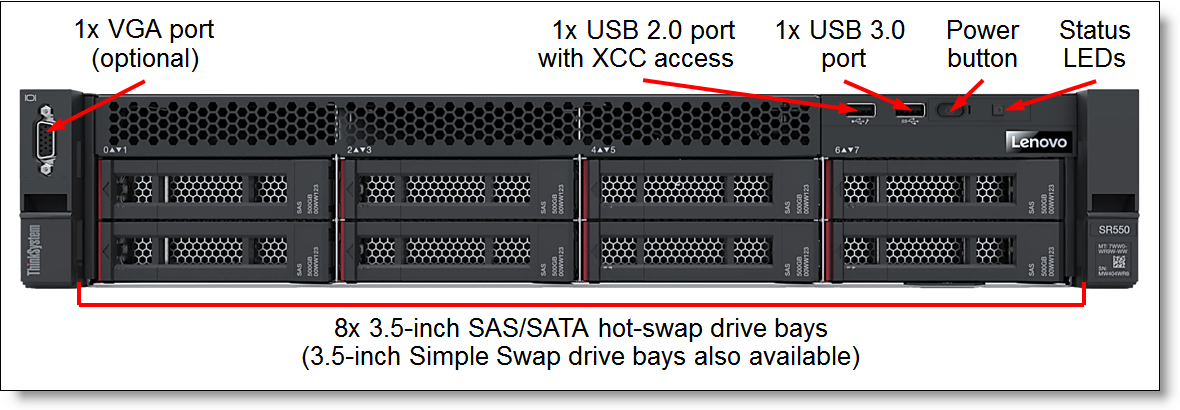 1x VGA port
(optional)
1x USB 2.0 port
with XCC access
1x USB 3.0
port
Power
button
Status
LEDs
0▲▼1
2▲▼3
4▲▼5
6▲▼7
Lenovo
SAS
500GB
00WW123
SAS
500GB
00WW123
SAS
500GB
00WW123
SAS
500GB
00WW123
SAS
500GB
00WW123
SAS
500GB
00WW123
SAS
500GB
00WW123
SAS
500GB
00WW123
ThinkSystem
SR550
8x 3.5-inch SAS/SATA hot-swap drive bays
(3.5-inch Simple Swap drive bays also available)